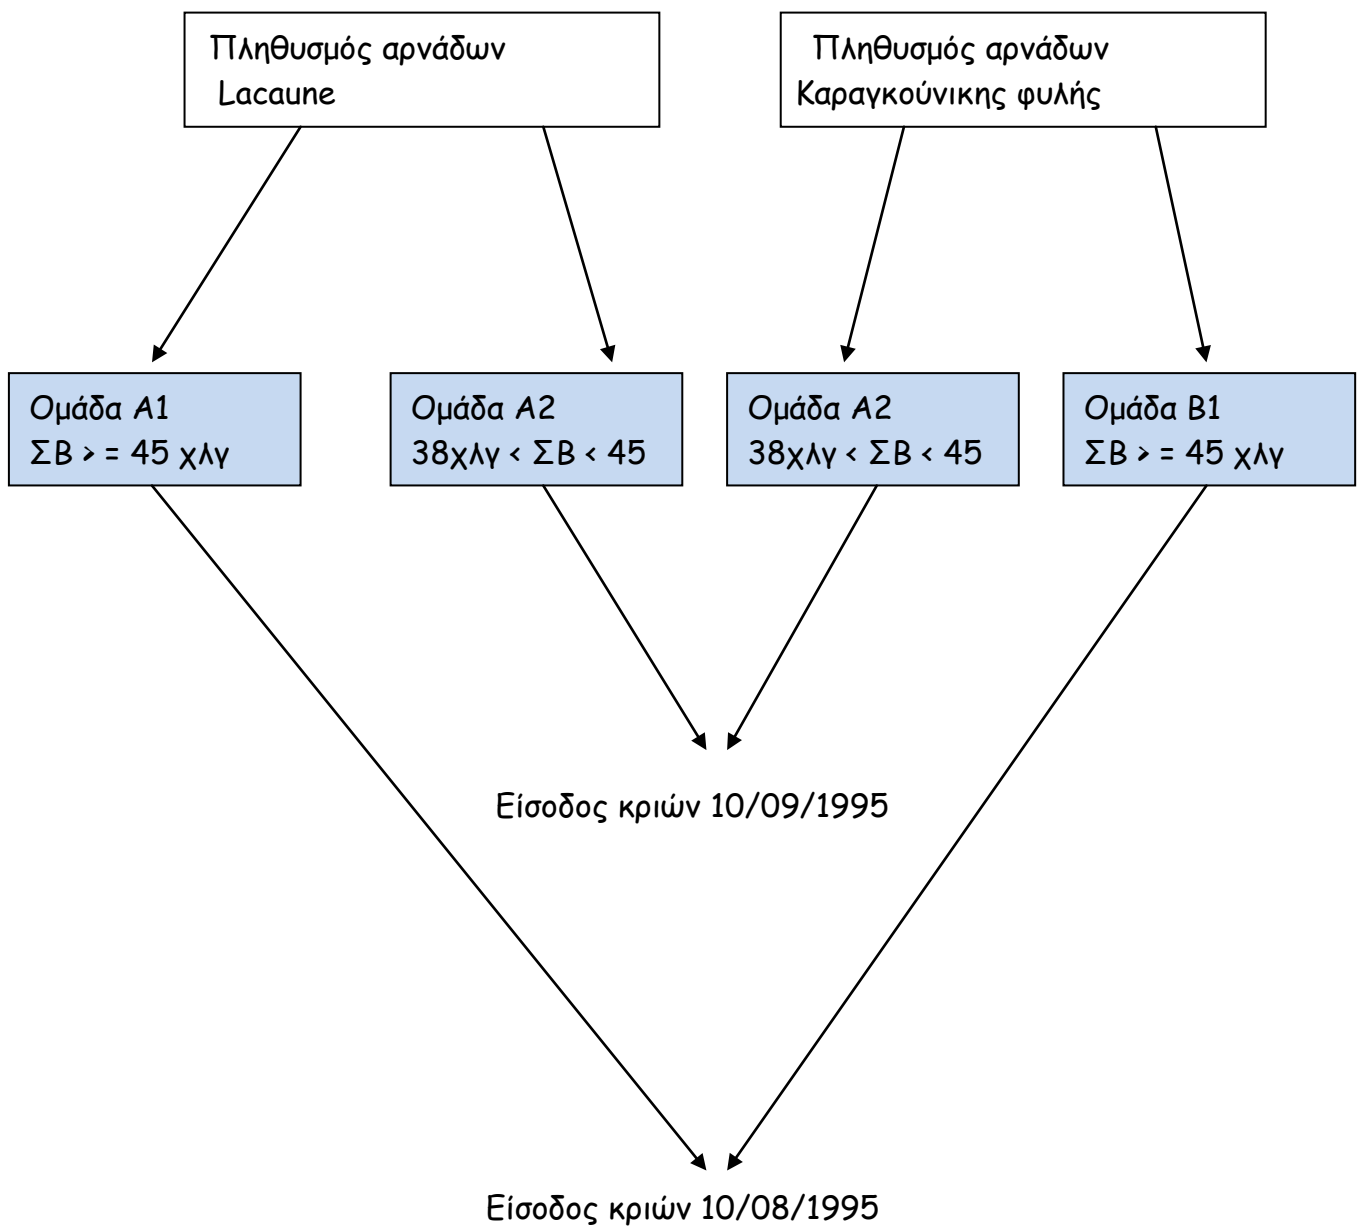 Πληθυσμός αρνάδων
Lacaune
Πληθυσμός αρνάδων
Καραγκούνικης φυλής
Ομάδα Α1
ΣΒ > = 45 χλγ
Ομάδα Α2
38χλγ < ΣΒ < 45
Ομάδα Α2
38χλγ < ΣΒ < 45
Ομάδα Β1
ΣΒ > = 45 χλγ
Είσοδος κριών 10/09/1995
Είσοδος κριών 10/08/1995